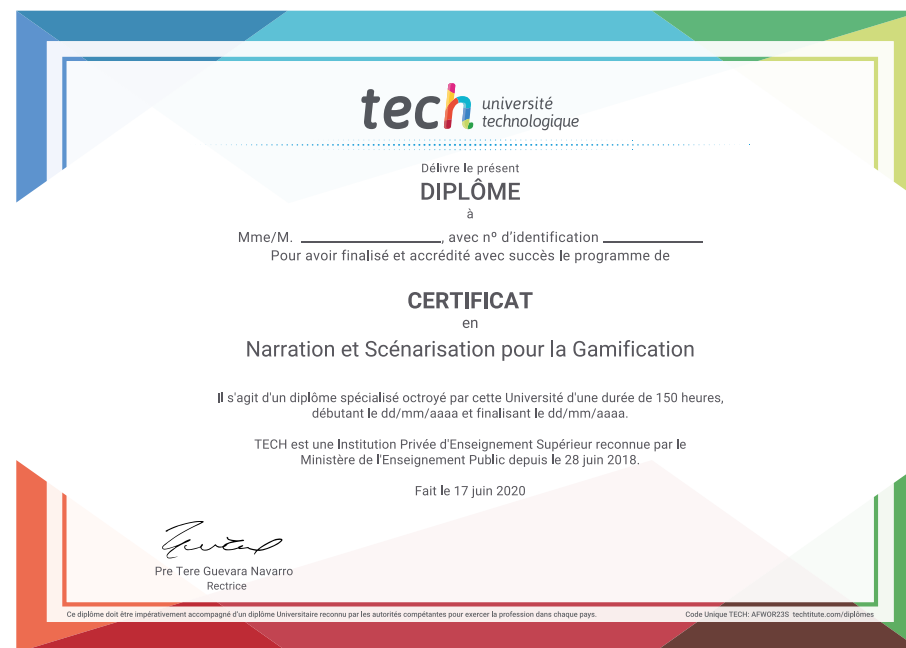 tech université
technologique
Délivre le présent
DIPLÔME
à
Mme/M. ____________________, avec nº d'identification ______________
Pour avoir finalisé et accrédité avec succès le programme de
CERTIFICAT
en
Narration et Scénarisation pour la Gamification
Il s'agit d'un diplôme spécialisé octroyé par cette Université d'une durée de 150 heures,
débutant le dd/mm/aaaa et finalisant le dd/mm/aaaa.
TECH est une Institution Privée d'Enseignement Supérieur reconnue par le
Ministère de l'Enseignement Public depuis le 28 juin 2018.
Fait le 17 juin 2020
Pre Tere Guevara Navarro
Rectrice
Ce diplôme doit être impérativement accompagné d'un diplôme Universitaire reconnu par les autorités compétantes pour exercer la profession dans chaque pays. Code Unique TECH: AFWOR23S techtitute.com/diplômes